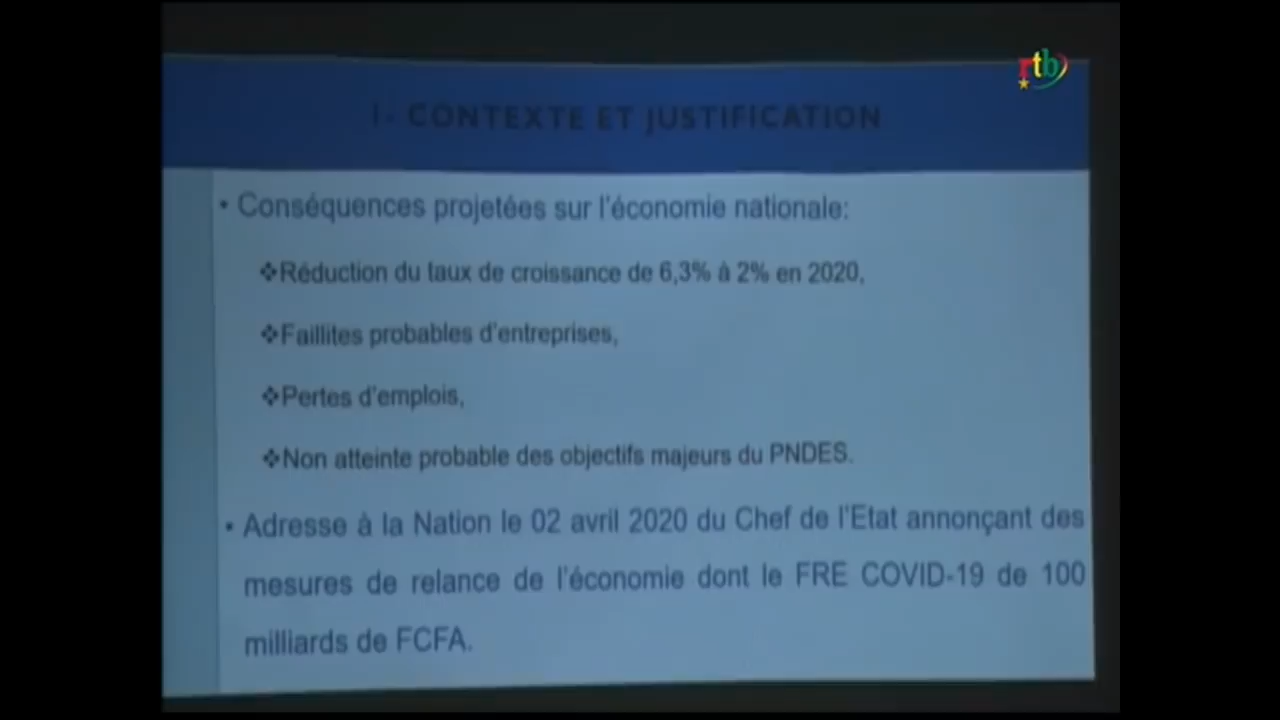 rtb
I- CONTEXTE ET JUSTIFICATION
• Conséquences projetées sur l'économie nationale:
❖Réduction du taux de croissance de 6,3% à 2% en 2020,
❖Faillites probables d'entreprises,
❖Pertes d'emplois,
❖Non atteinte probable des objectifs majeurs du PNDES.
• Adresse à la Nation le 02 avril 2020 du Chef de l'Etat annonçant des
mesures de relance de l'économie dont le FRE COVID-19 de 100
milliards de FCFA.